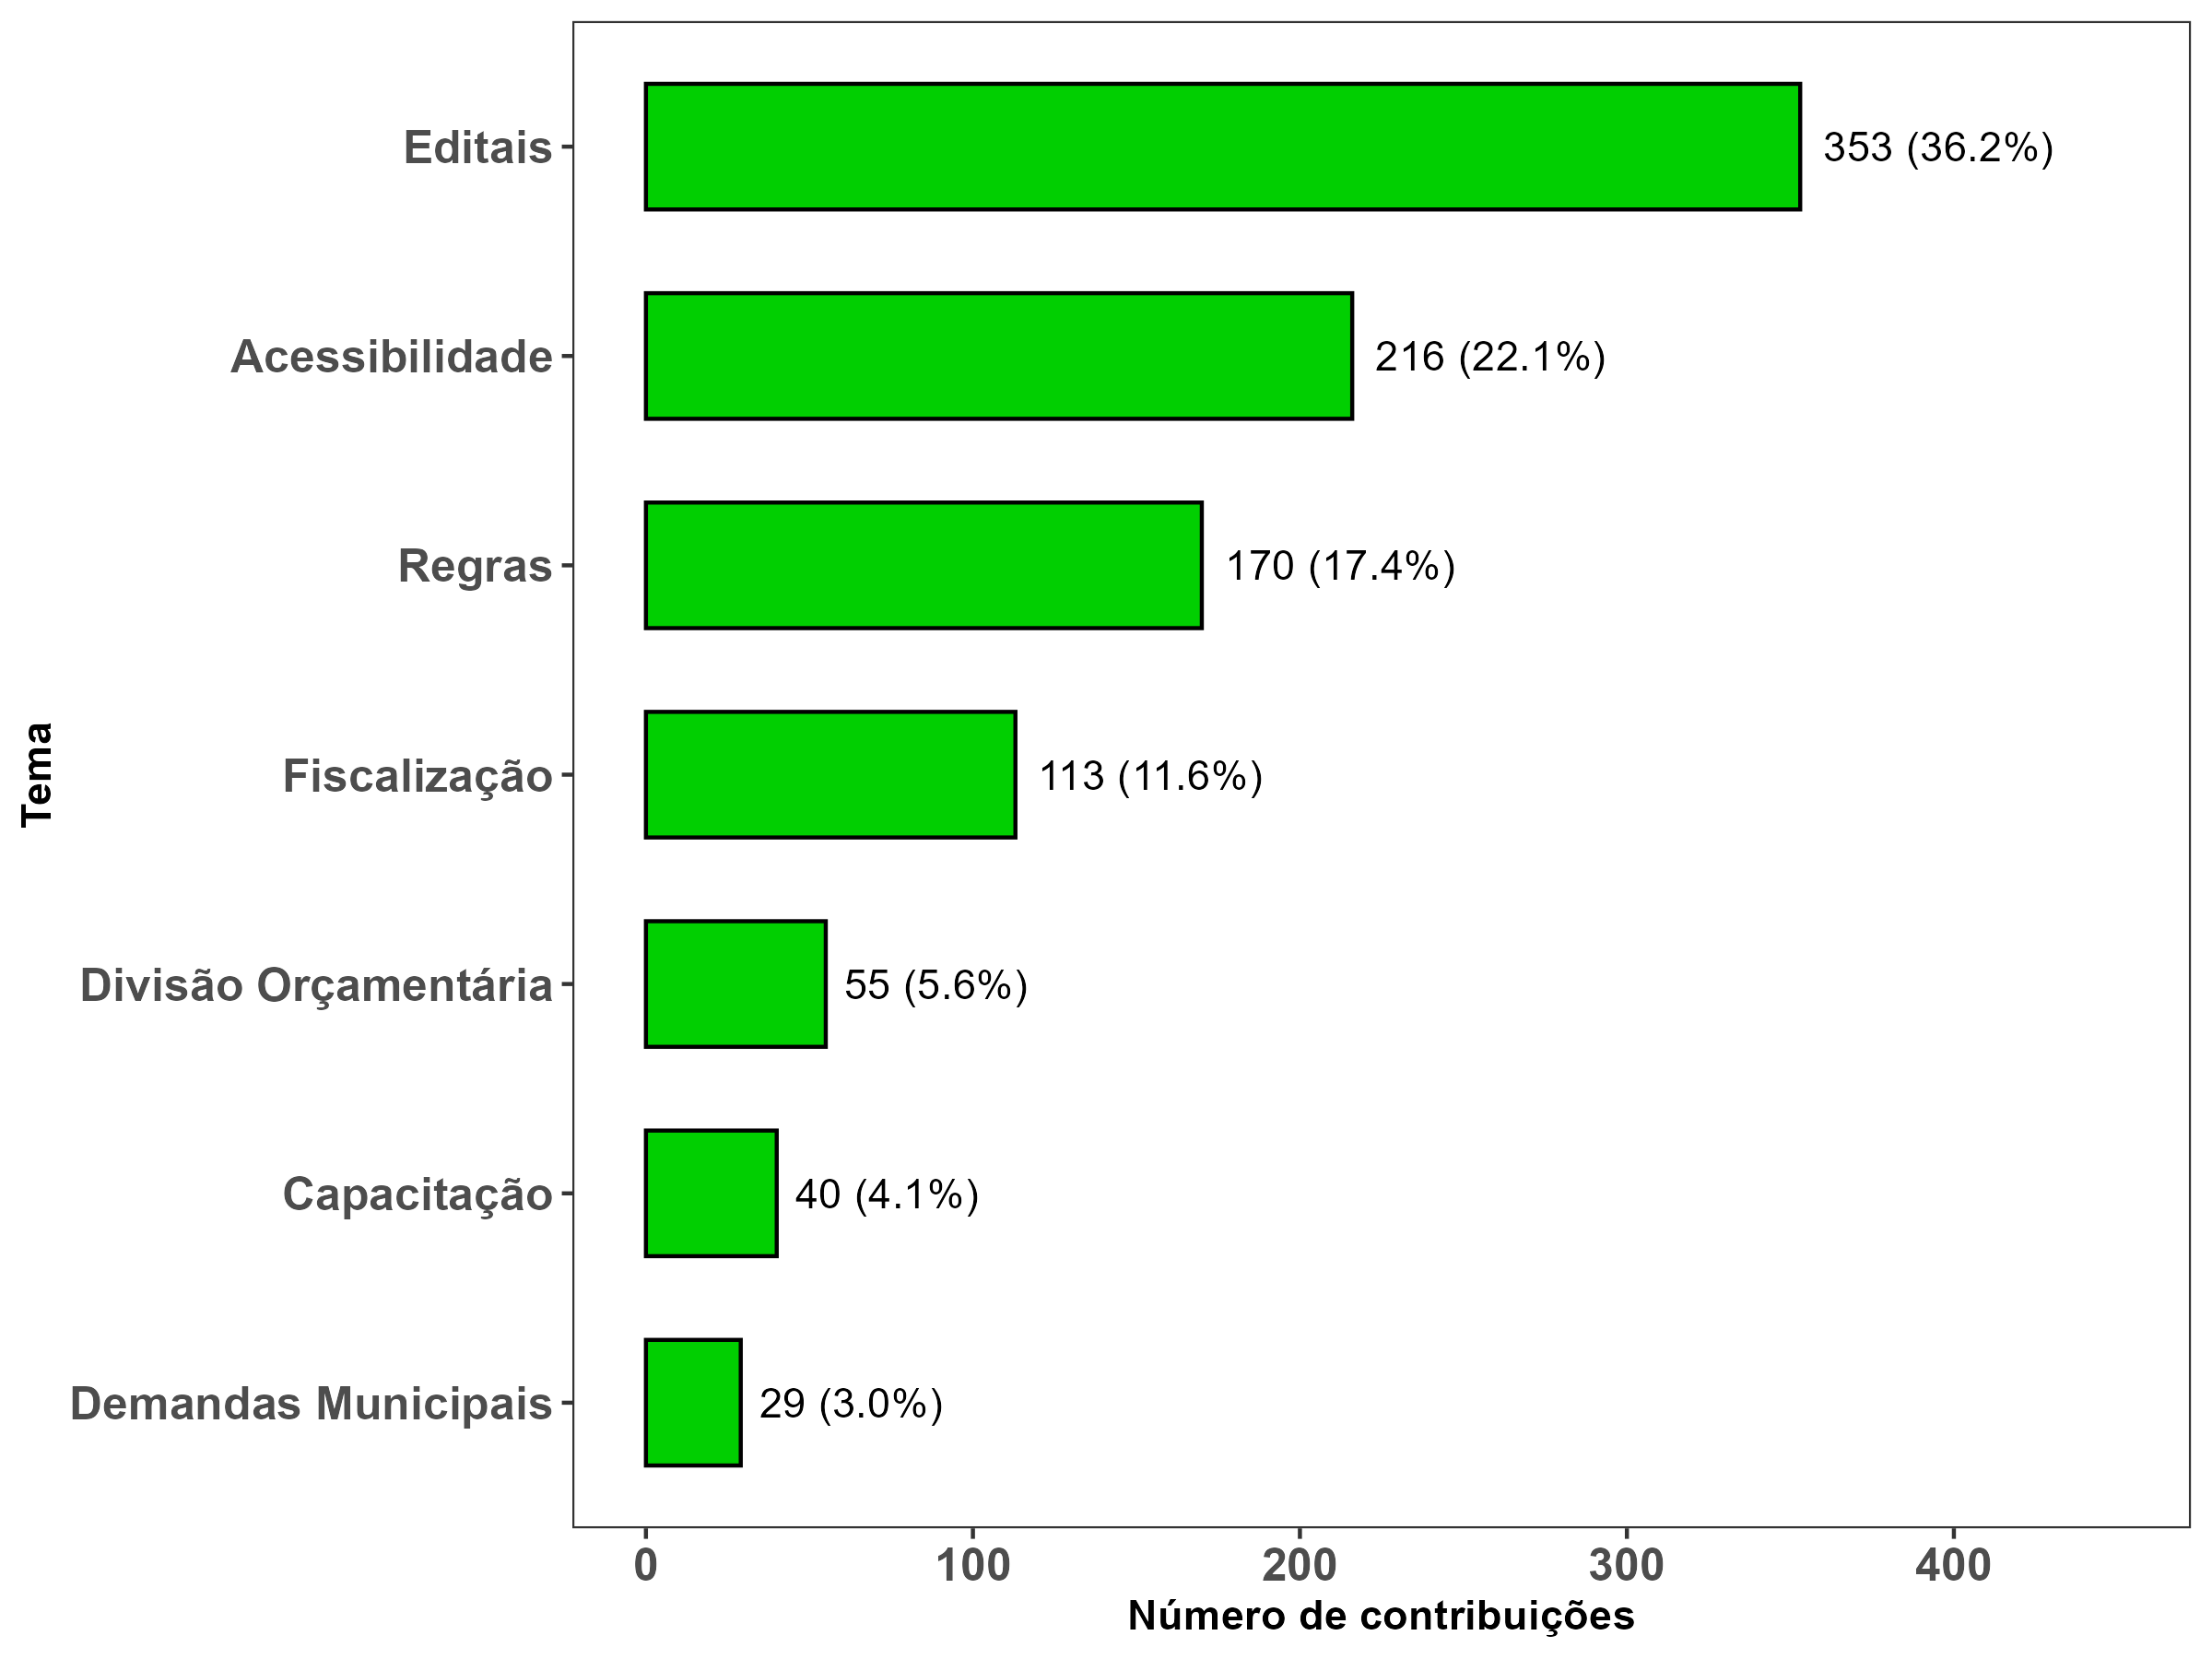 Tema
Editais
353 (36.2%)
Acessibilidade
216 (22.1%)
Regras
170 (17.4%)
Fiscalização
113 (11.6%)
Divisão Orçamentária
55 (5.6%)
Capacitação
40 (4.1%)
Demandas Municipais
29 (3.0%)
0 100 200 300 400
Número de contribuições